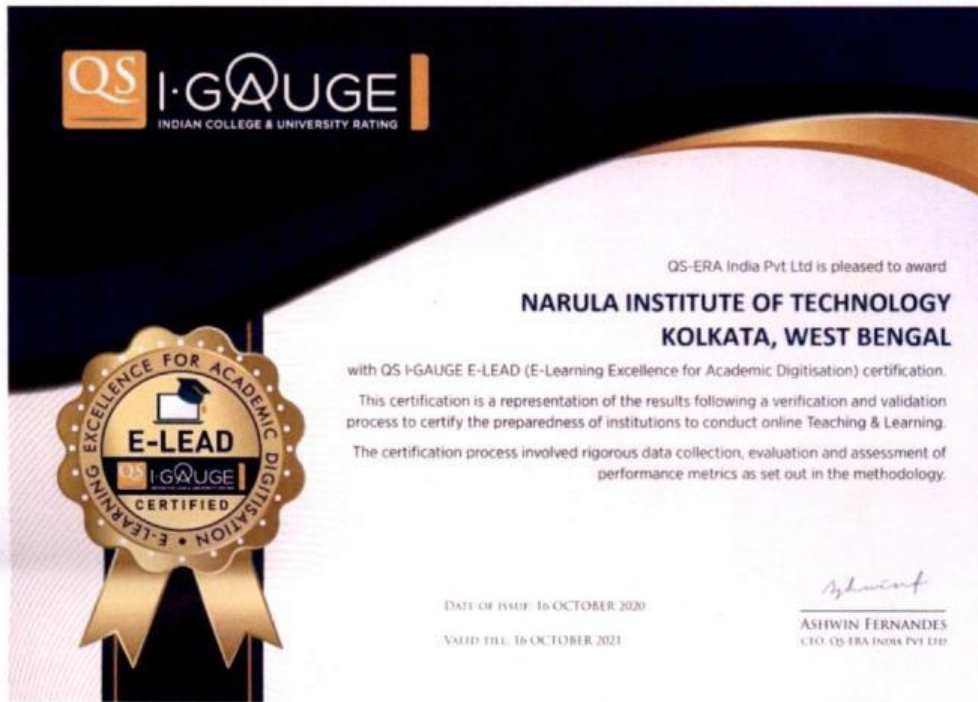 QS I·GAUGE
INDIAN COLLEGE & UNIVERSITY RATING
QS-ERA India Pvt Ltd is pleased to award
NARULA INSTITUTE OF TECHNOLOGY
KOLKATA, WEST BENGAL
with QS I-GAUGE E-LEAD (E-Learning Excellence for Academic Digitisation) certification.
This certification is a representation of the results following a verification and validation
process to certify the preparedness of institutions to conduct online Teaching & Learning.
The certification process involved rigorous data collection, evaluation and assessment of
performance metrics as set out in the methodology.
E-LEARNING EXCELLENCE FOR ACADEMIC DIGITISATION •
E-LEAD
QS I·GAUGE
CERTIFIED
DATE OF ISSUE: 16 OCTOBER 2020
VALID TILL: 16 OCTOBER 2021
ASHWIN FERNANDES
CEO, QS-ERA INDIA PVT LTD